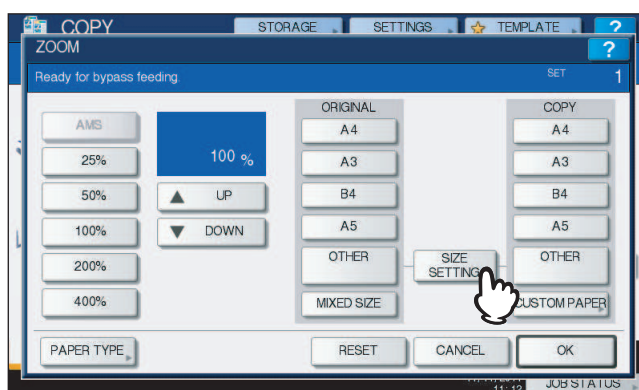 COPY
STORAGE
SETTINGS
TEMPLATE
?
ZOOM
?
Ready for bypass feeding.
SET 1
AMS
25%
50%
100%
200%
400%
100 %
UP
DOWN
ORIGINAL
A4
A3
B4
A5
OTHER
MIXED SIZE
SIZE
SETTING
COPY
A4
A3
B4
A5
OTHER
CUSTOM PAPER
PAPER TYPE
RESET
CANCEL
OK
JOB STATUS